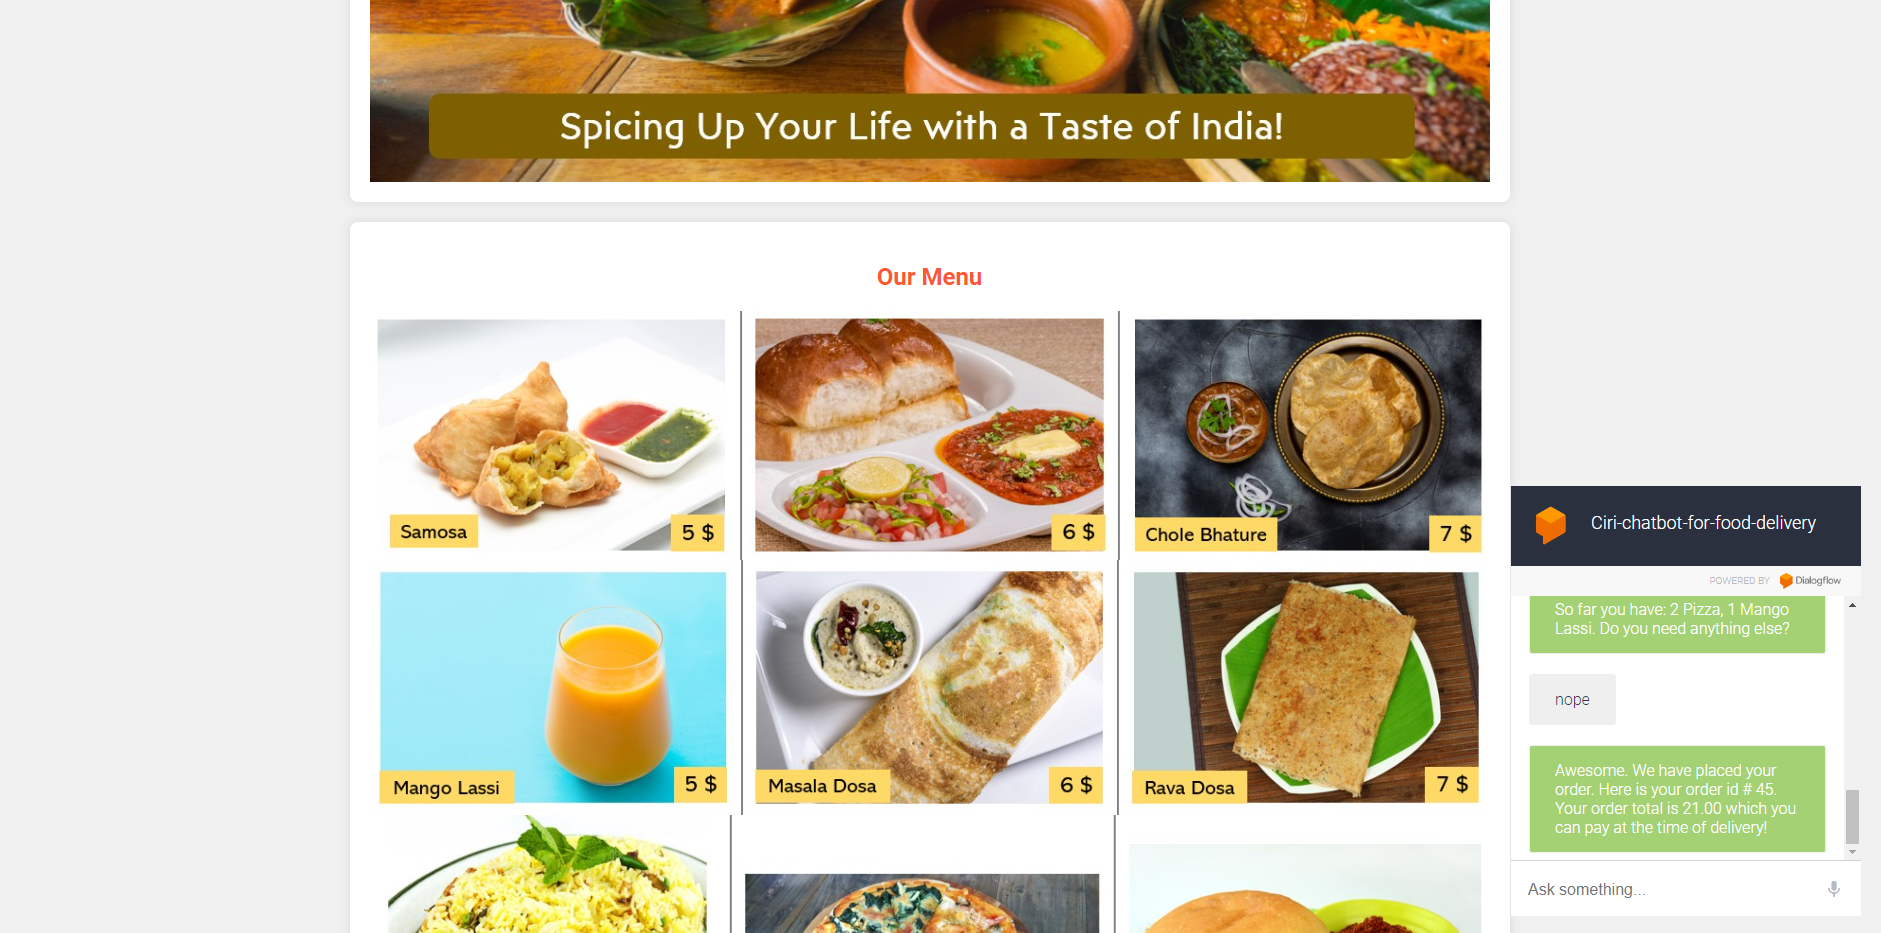 Spicing Up Your Life with a Taste of India!
Our Menu
Samosa
5 $
6 $
Chole Bhature
7 $
Mango Lassi
5 $
Masala Dosa
6 $
Rava Dosa
7 $
Ciri-chatbot-for-food-delivery
POWERED BY Dialogflow
So far you have: 2 Pizza, 1 Mango
Lassi. Do you need anything else?
nope
Awesome. We have placed your
order. Here is your order id # 45.
Your order total is 21.00 which you
can pay at the time of delivery!
Ask something...